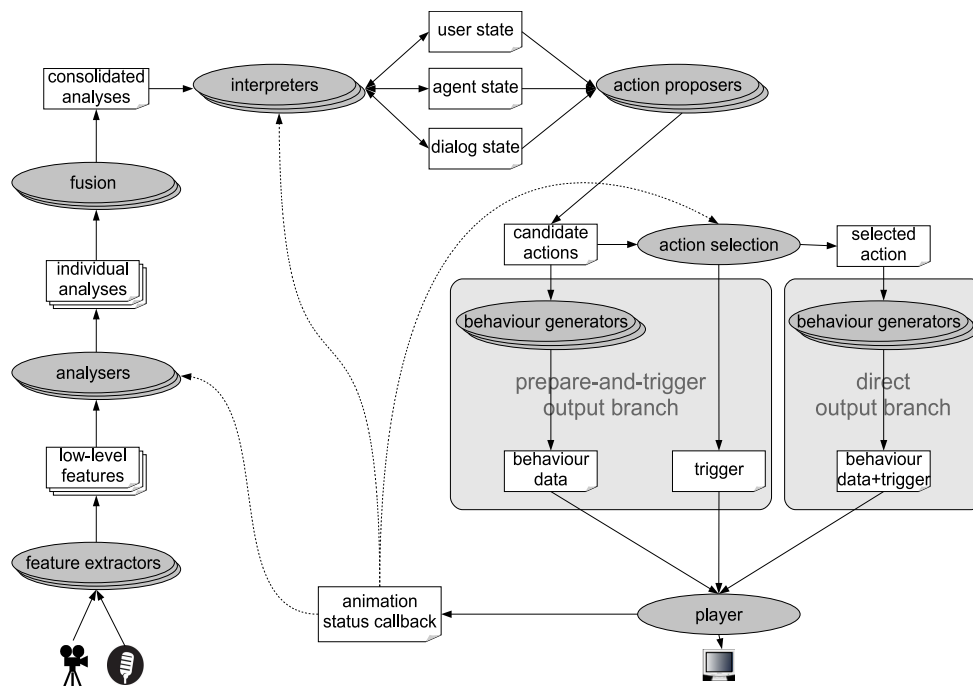 user state
consolidated
analyses
interpreters
agent state
action proposers
dialog state
fusion
candidate
actions
action selection
selected
action
individual
analyses
behaviour generators
behaviour generators
analysers
prepare-and-trigger
output branch
direct
output branch
low-level
features
behaviour
data
trigger
behaviour
data+trigger
feature extractors
animation
status callback
player